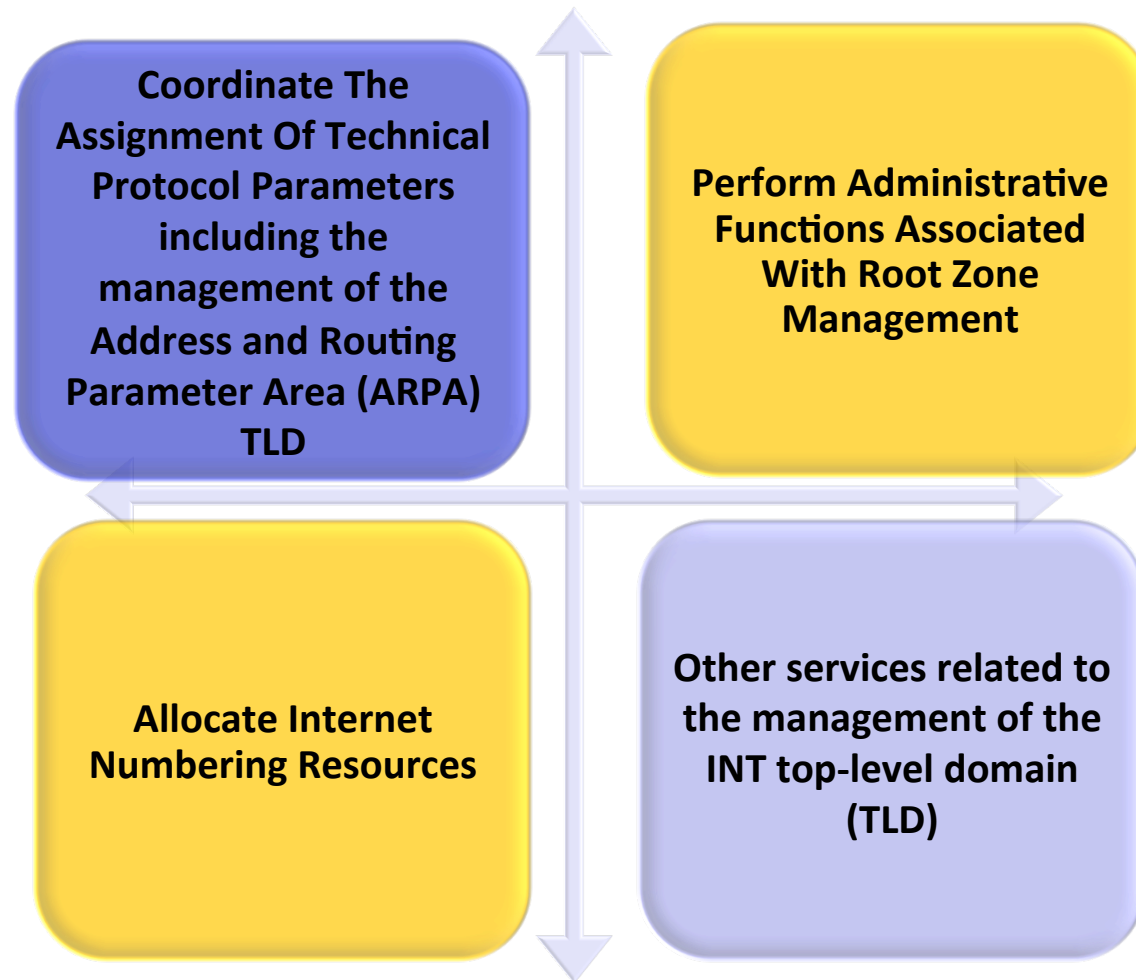 Coordinate The
Assignment Of Technical
Protocol Parameters
including the
management of the
Address and Routing
Parameter Area (ARPA)
TLD
Perform Administrative
Functions Associated
With Root Zone
Management
Allocate Internet
Numbering Resources
Other services related to
the management of the
INT top-level domain
(TLD)